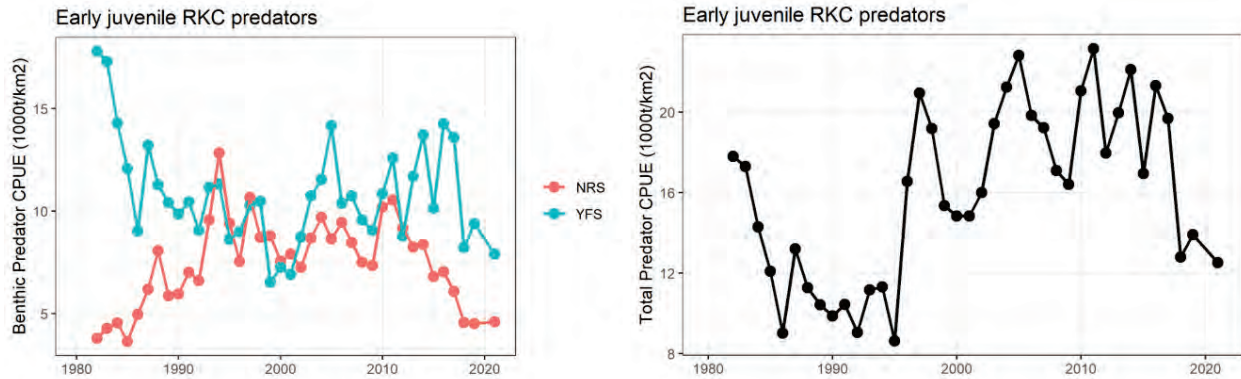 Early juvenile RKC predators
Benthic Predator CPUE (1000t/km2)
15
10
5
1980
1990
2000
2010
2020
NRS
YFS
Early juvenile RKC predators
Total Predator CPUE (1000t/km2)
20
16
12
8
1980
1990
2000
2010
2020